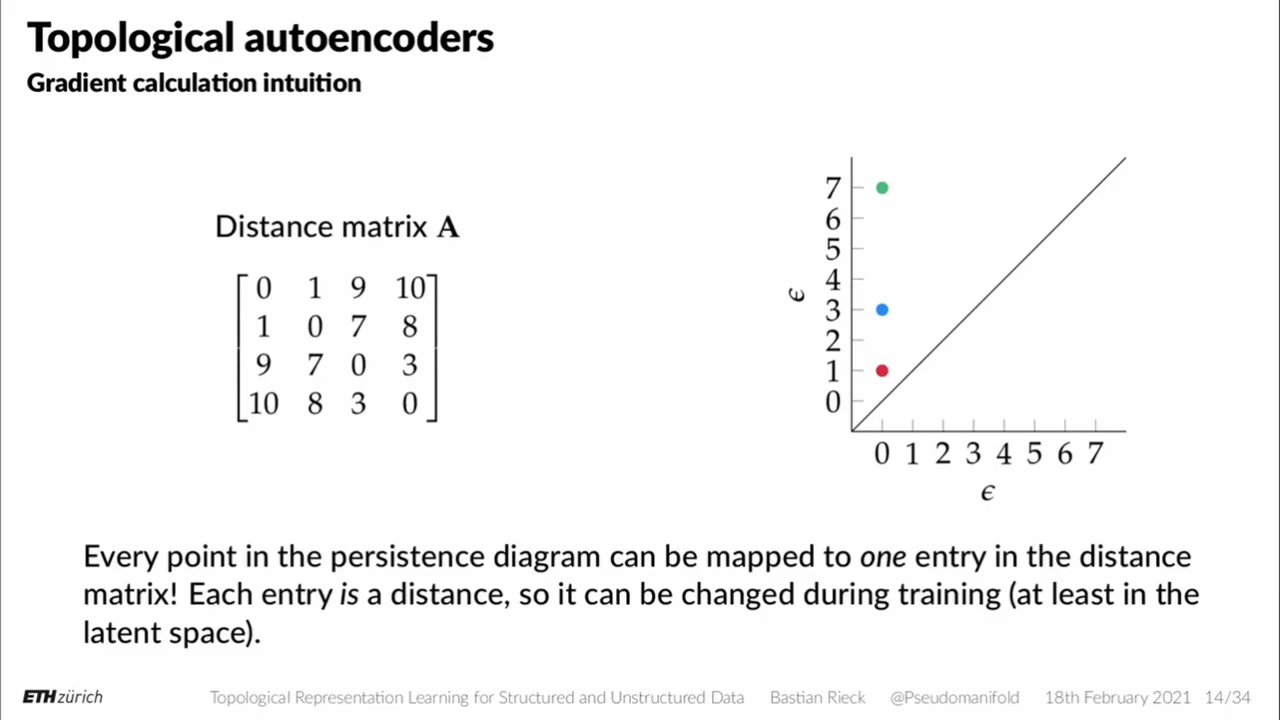 Topological autoencoders
Gradient calculation intuition
Distance matrix A
0 1 9 10
1 0 7 8
9 7 0 3
10 8 3 0
7
6
5
4
3
2
1
0
ϵ
0 1 2 3 4 5 6 7
ϵ
Every point in the persistence diagram can be mapped to one entry in the distance
matrix! Each entry is a distance, so it can be changed during training (at least in the
latent space).
ETH zürich Topological Representation Learning for Structured and Unstructured Data Bastian Rieck @Pseudomanifold 18th February 2021 14/34